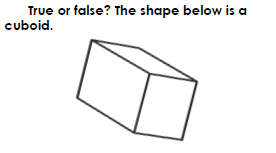 True or false? The shape below is a
cuboid.